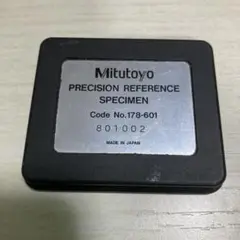 Mitutoyo
PRECISION REFERENCE
SPECIMEN
Code No.178-601
801002
MADE IN JAPAN